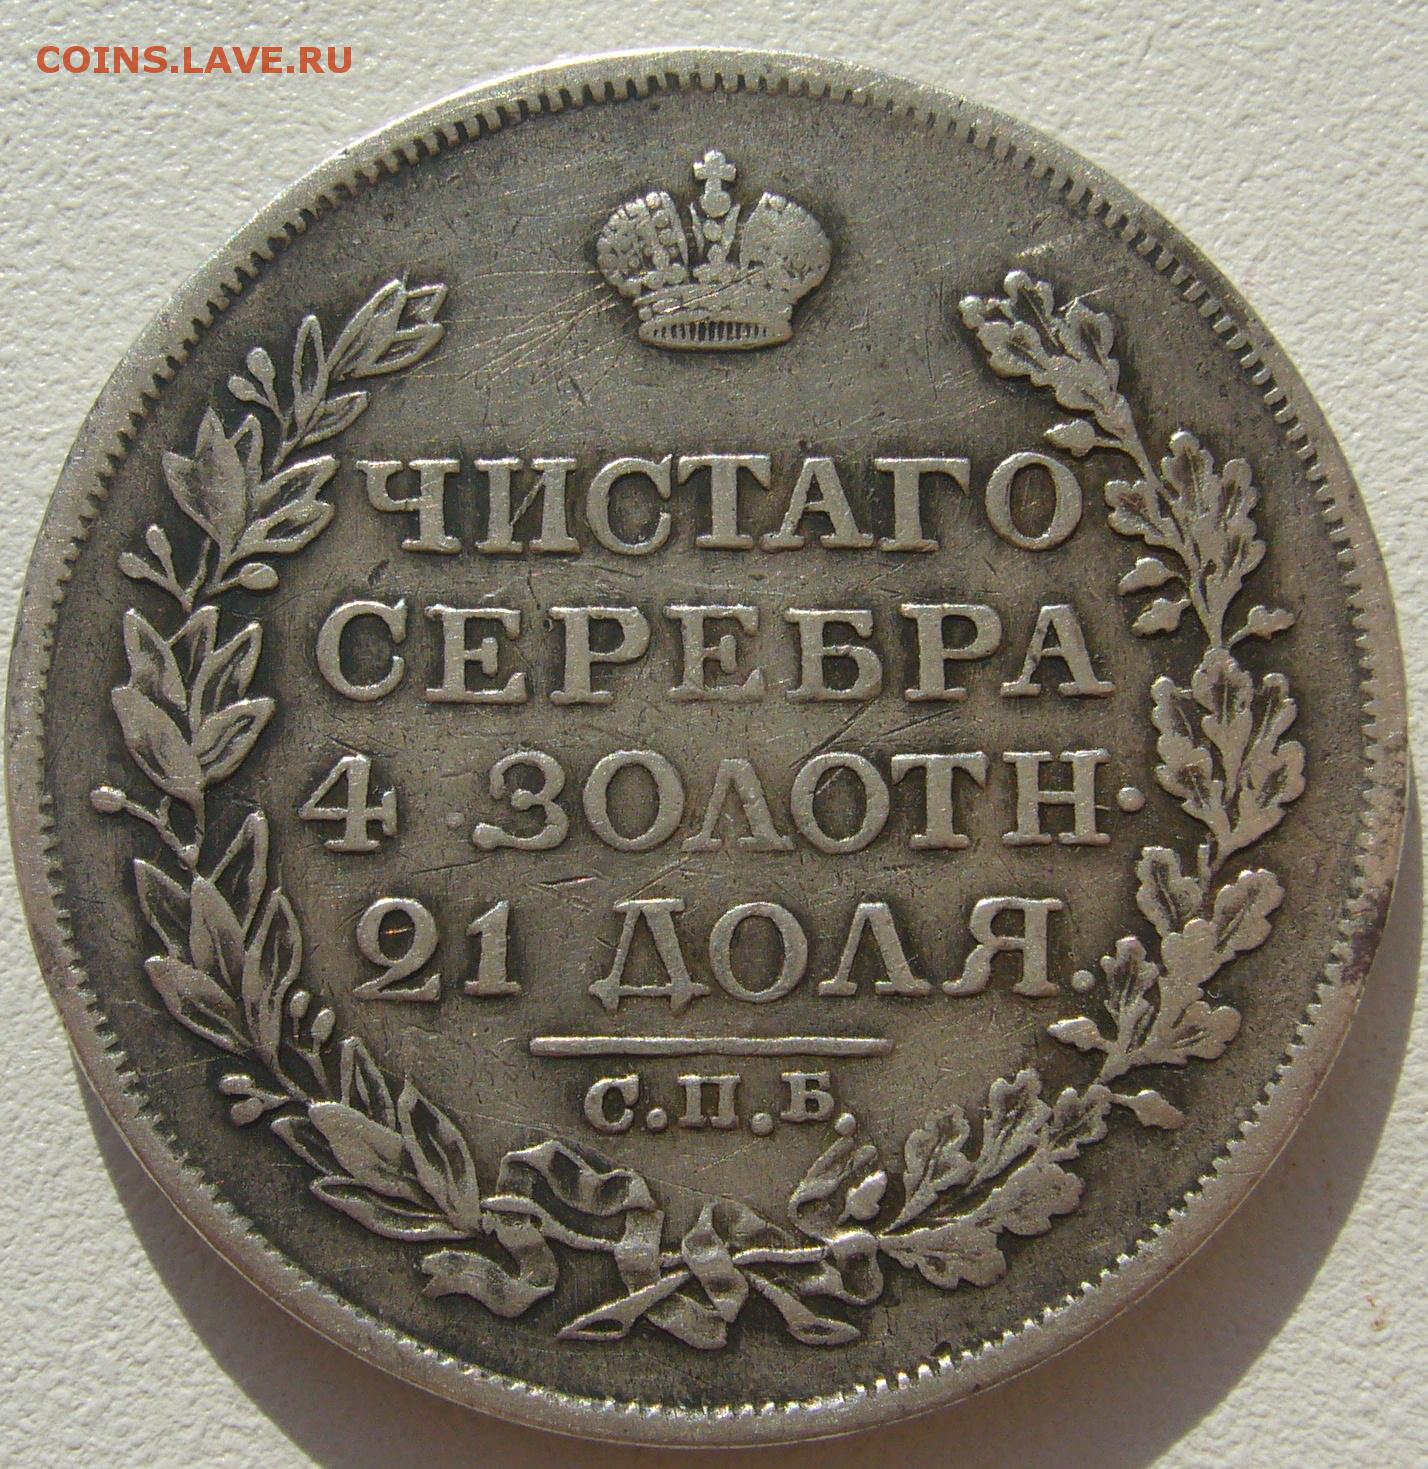 COINS.LAVE.RU
ЧИСТАГО
СЕРЕБРА
4 ЗОЛОТН.
21 ДОЛЯ.
С.П.Б.